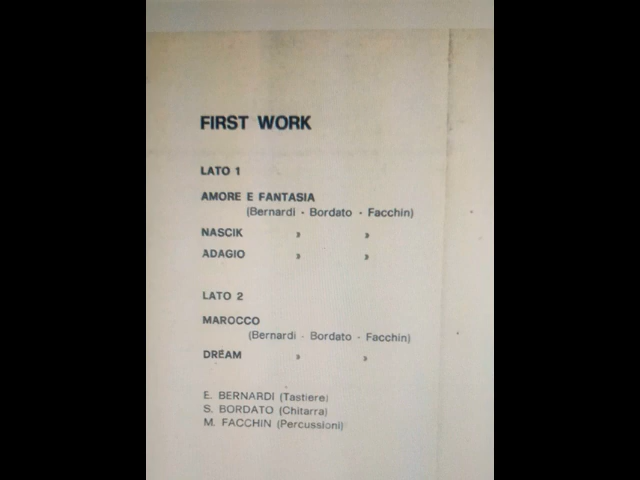 FIRST WORK
LATO 1
AMORE E FANTASIA
(Bernardi - Bordato - Facchin)
NASCIK » »
ADAGIO » »
LATO 2
MAROCCO
(Bernardi - Bordato - Facchin)
DREAM » »
E. BERNARDI (Tastiere)
S. BORDATO (Chitarra)
M. FACCHIN (Percussioni)